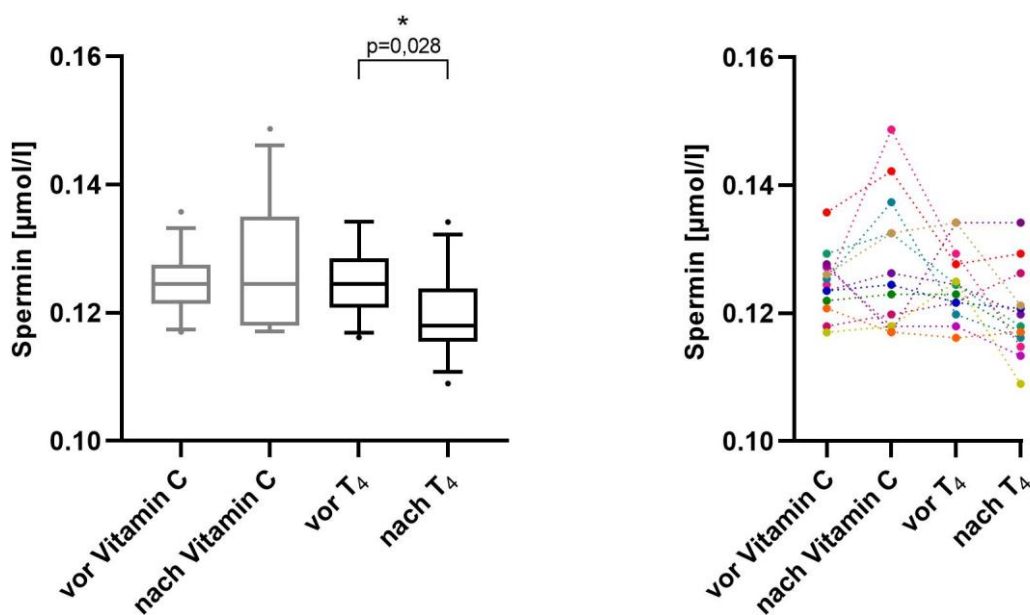 *
p=0,028
Spermin [µmol/l]
0.16
0.14
0.12
0.10
vor Vitamin C
nach Vitamin C
vor T₄
nach T₄
Spermin [µmol/l]
0.16
0.14
0.12
0.10
vor Vitamin C
nach Vitamin C
vor T₄
nach T₄